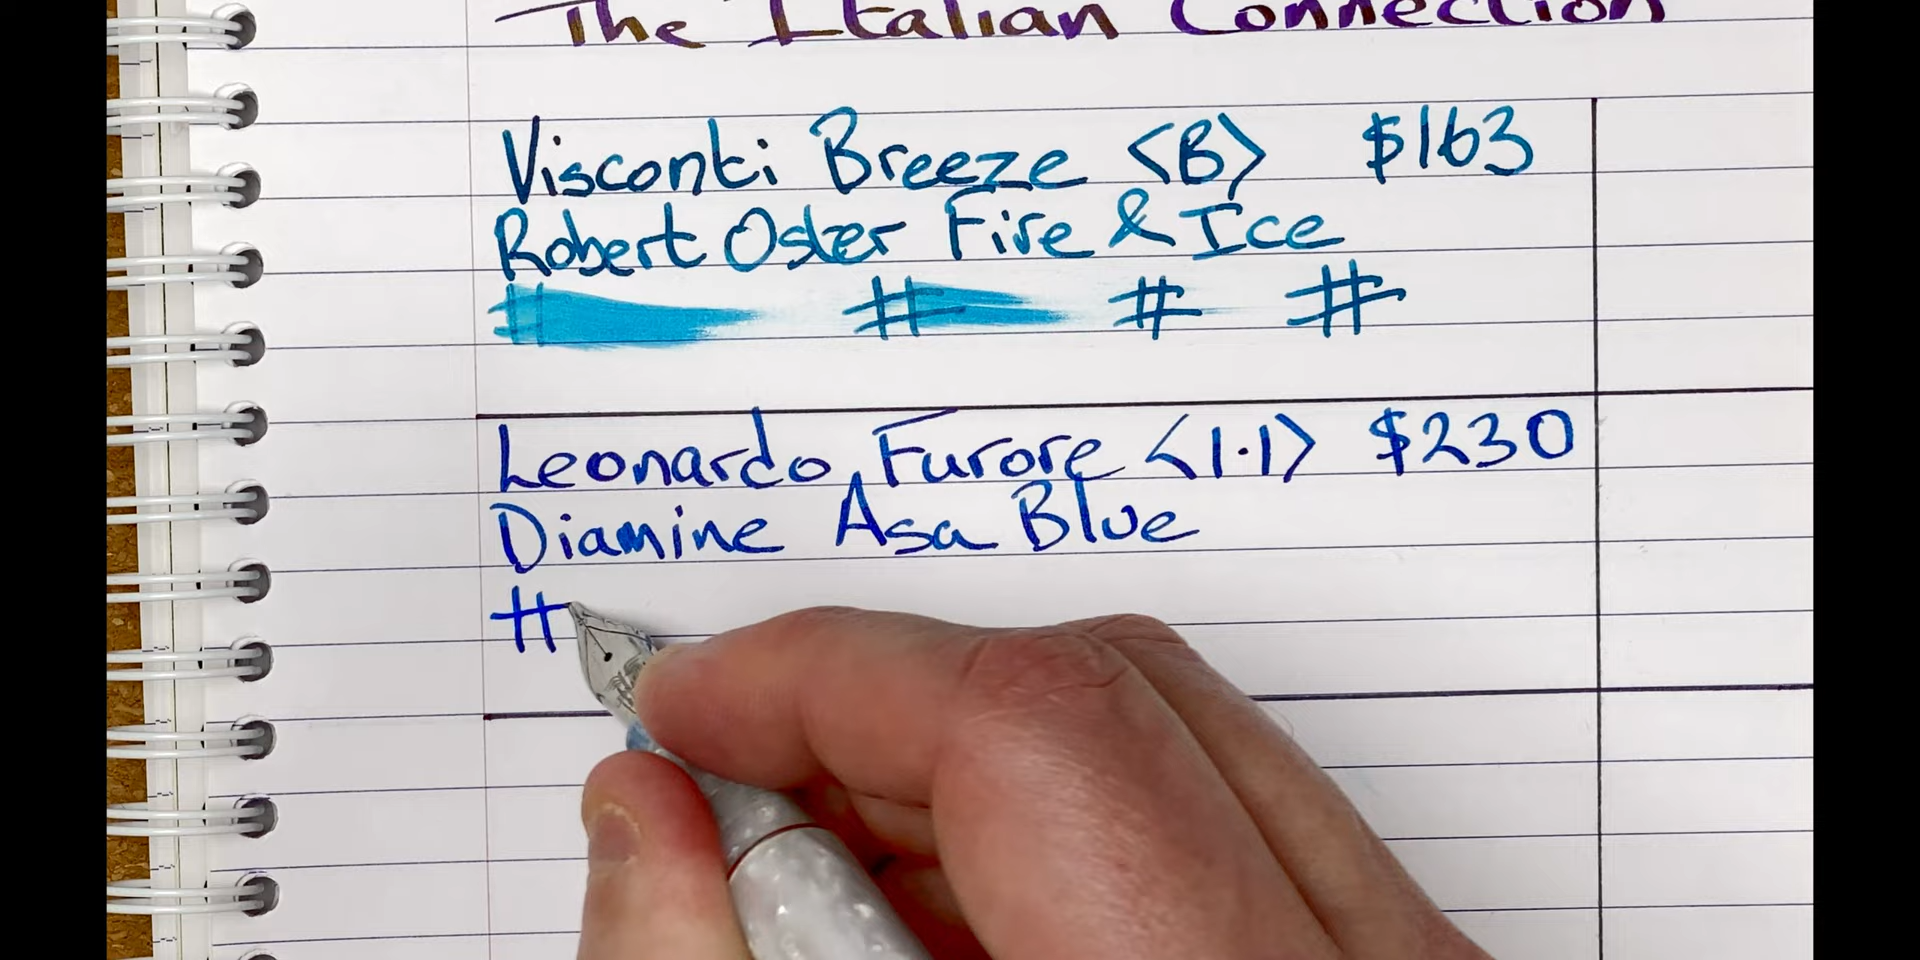 The Italian Connection
Visconti Breeze <B> $163
Robert Oster Fire & Ice
# # # #
Leonardo Furore <1.1> $230
Diamine Asa Blue
#